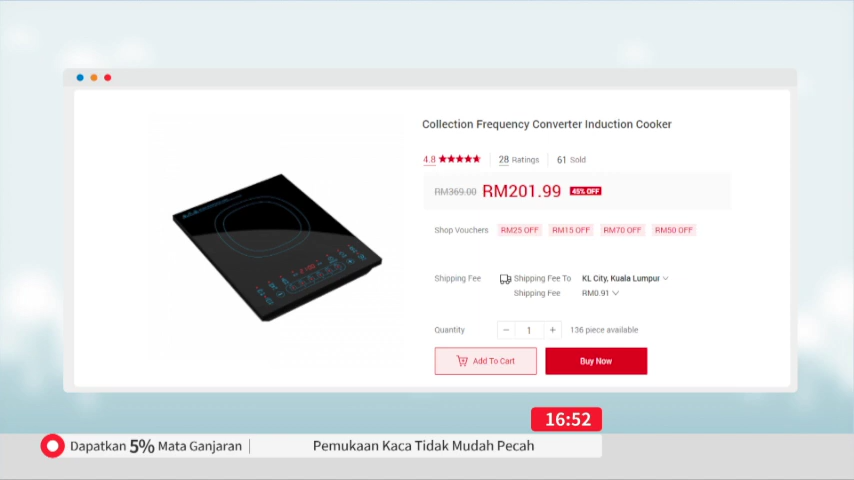 Collection Frequency Converter Induction Cooker
4.8 28 Ratings 61 Sold
RM369.00 RM201.99 45% OFF
Shop Vouchers RM25 OFF RM15 OFF RM70 OFF RM50 OFF
Shipping Fee Shipping Fee To KL City, Kuala Lumpur
Shipping Fee RM0.91
Quantity − 1 + 136 piece available
Add To Cart Buy Now
16:52
Dapatkan 5% Mata Ganjaran Pemukaan Kaca Tidak Mudah Pecah